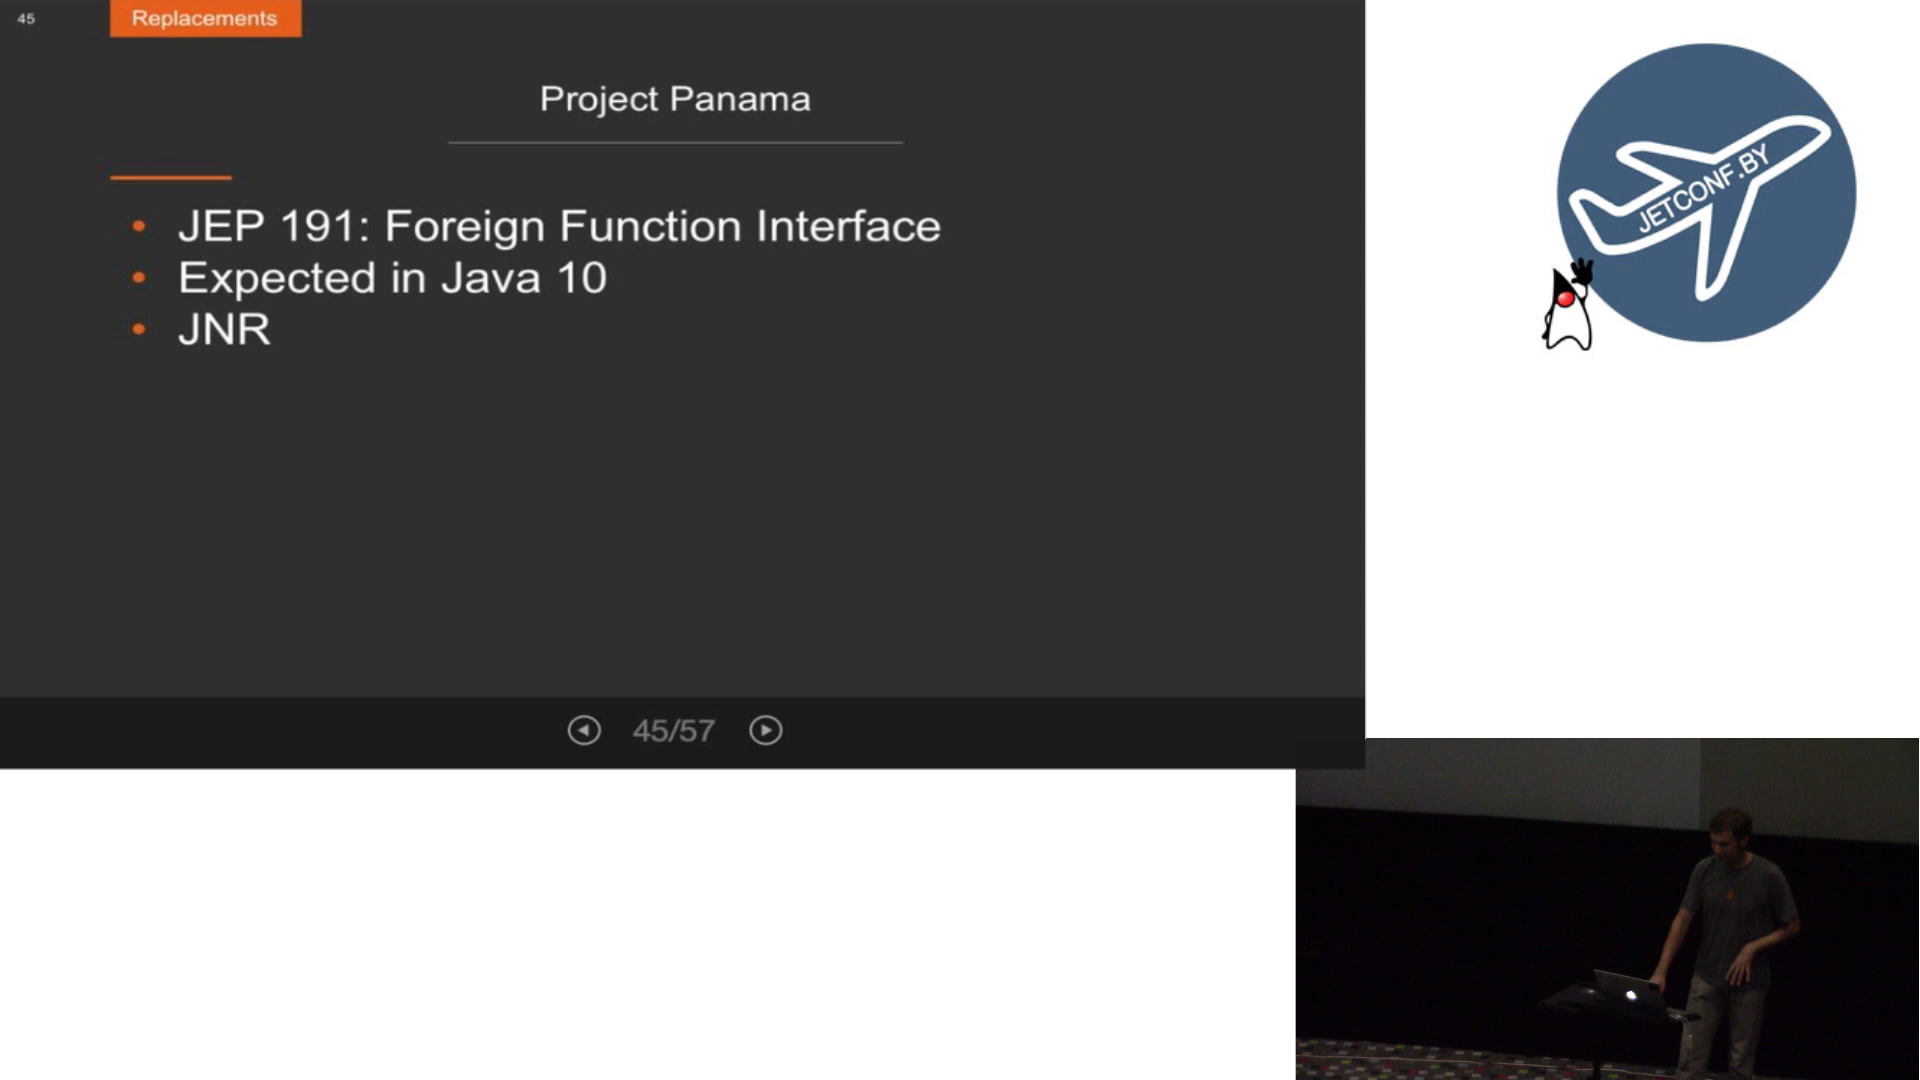 45
Replacements
Project Panama
JEP 191: Foreign Function Interface
Expected in Java 10
JNR
45/57
JETCONF.BY